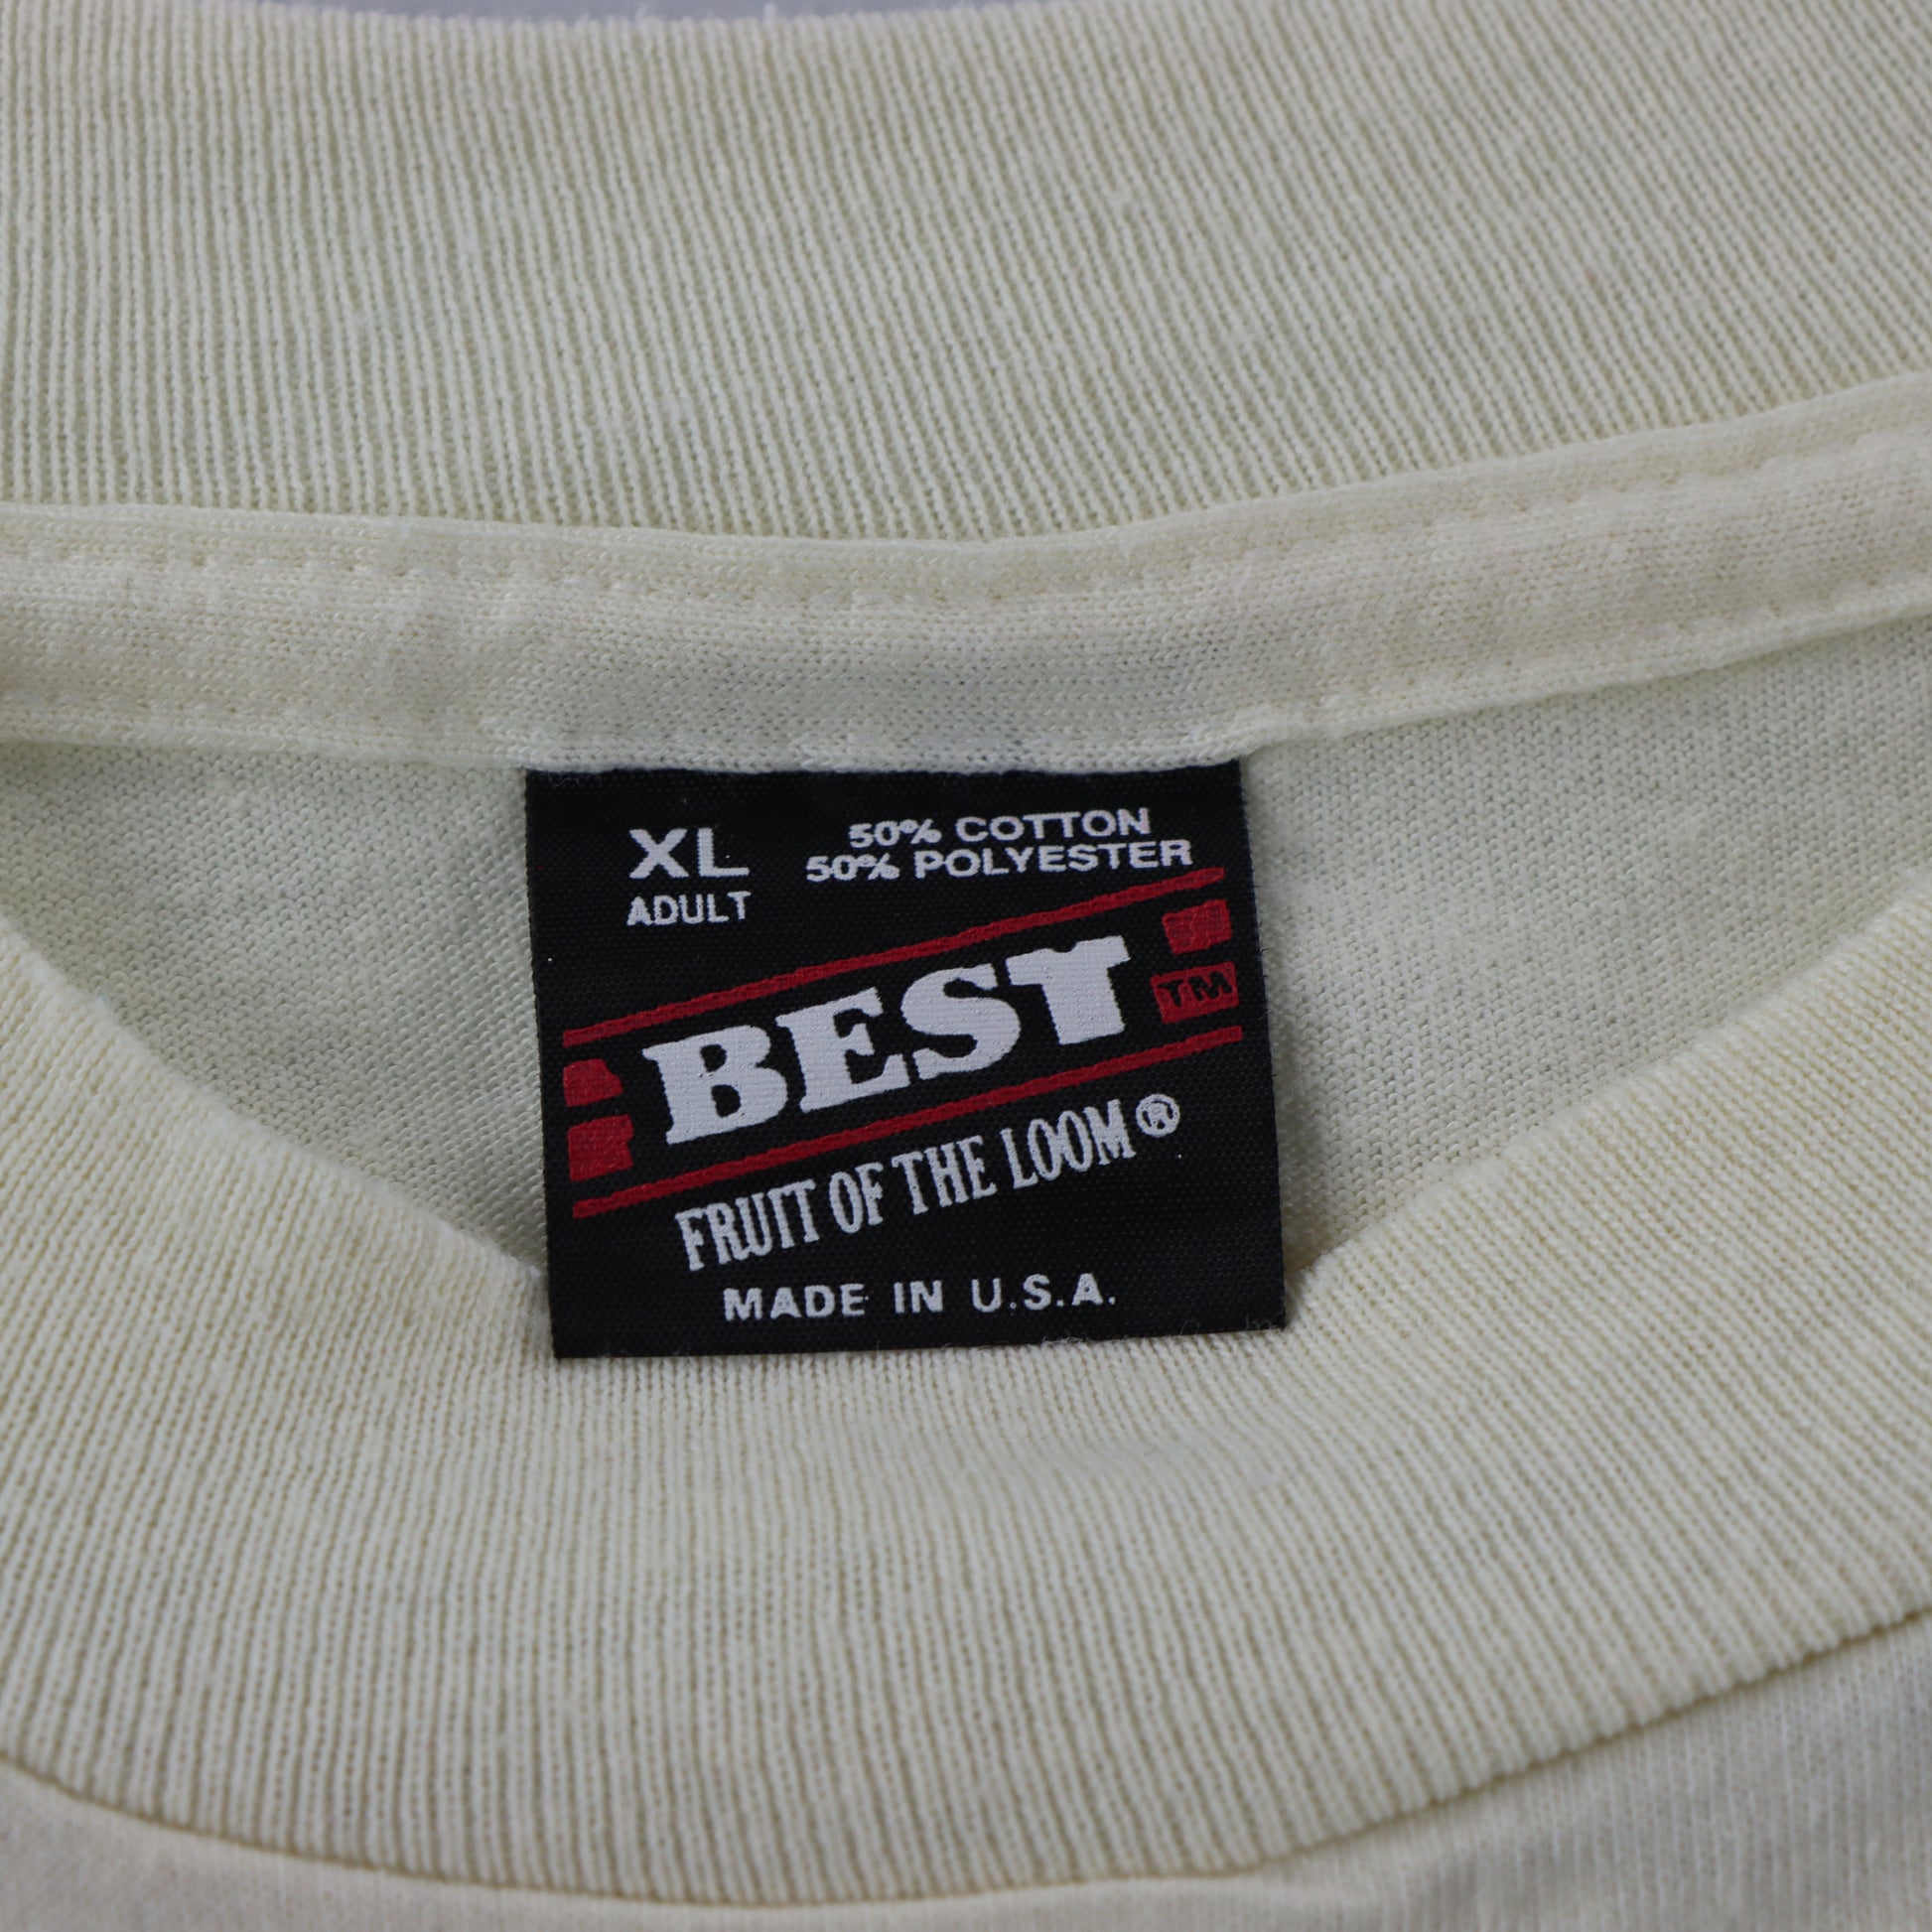 XL
ADULT
50% COTTON
50% POLYESTER
BEST
TM
FRUIT OF THE LOOM®
MADE IN U.S.A.